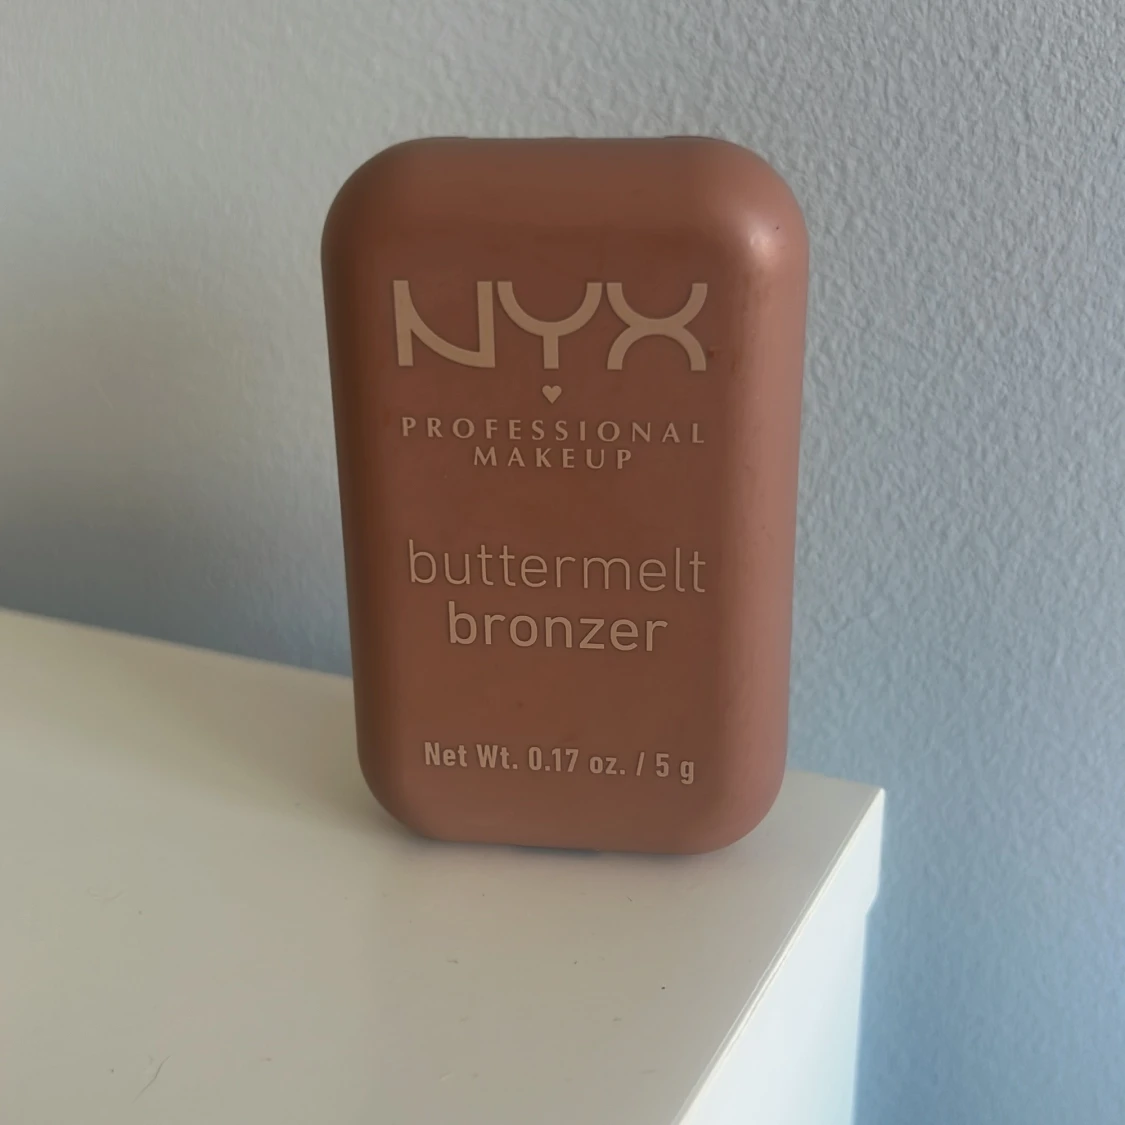 NYX
PROFESSIONAL
MAKEUP
buttermelt
bronzer
Net Wt. 0.17 oz. / 5 g